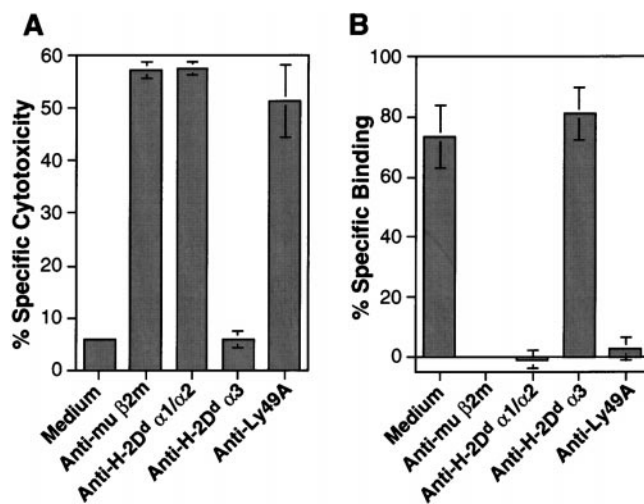 A
% Specific Cytotoxicity
60
50
40
30
20
10
0
Medium
Anti-mu β2m
Anti-H-2Dᵈ α1/α2
Anti-H-2Dᵈ α3
Anti-Ly49A
B
% Specific Binding
100
80
60
40
20
0
Medium
Anti-mu β2m
Anti-H-2Dᵈ α1/α2
Anti-H-2Dᵈ α3
Anti-Ly49A